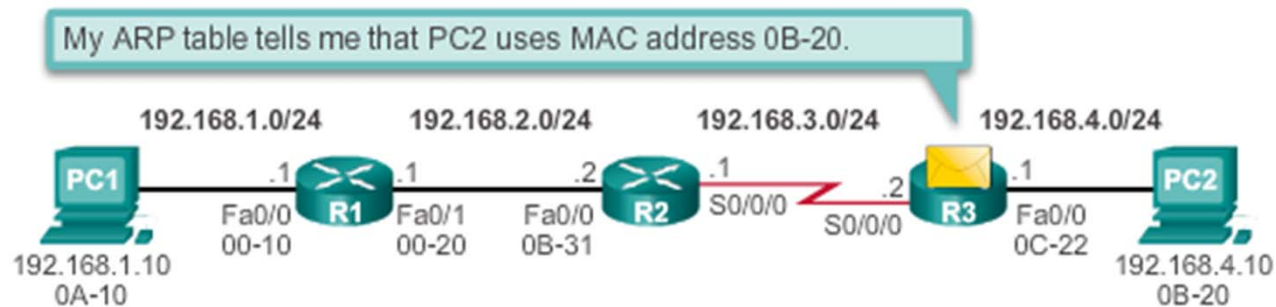 My ARP table tells me that PC2 uses MAC address 0B-20.
192.168.1.0/24 192.168.2.0/24 192.168.3.0/24 192.168.4.0/24
PC1 .1 R1 .1 .2 R2 .1 .2 R3 .1 PC2
Fa0/0 Fa0/1 Fa0/0 S0/0/0 S0/0/0 Fa0/0
00-10 00-20 0B-31 0C-22
192.168.1.10 192.168.4.10
0A-10 0B-20